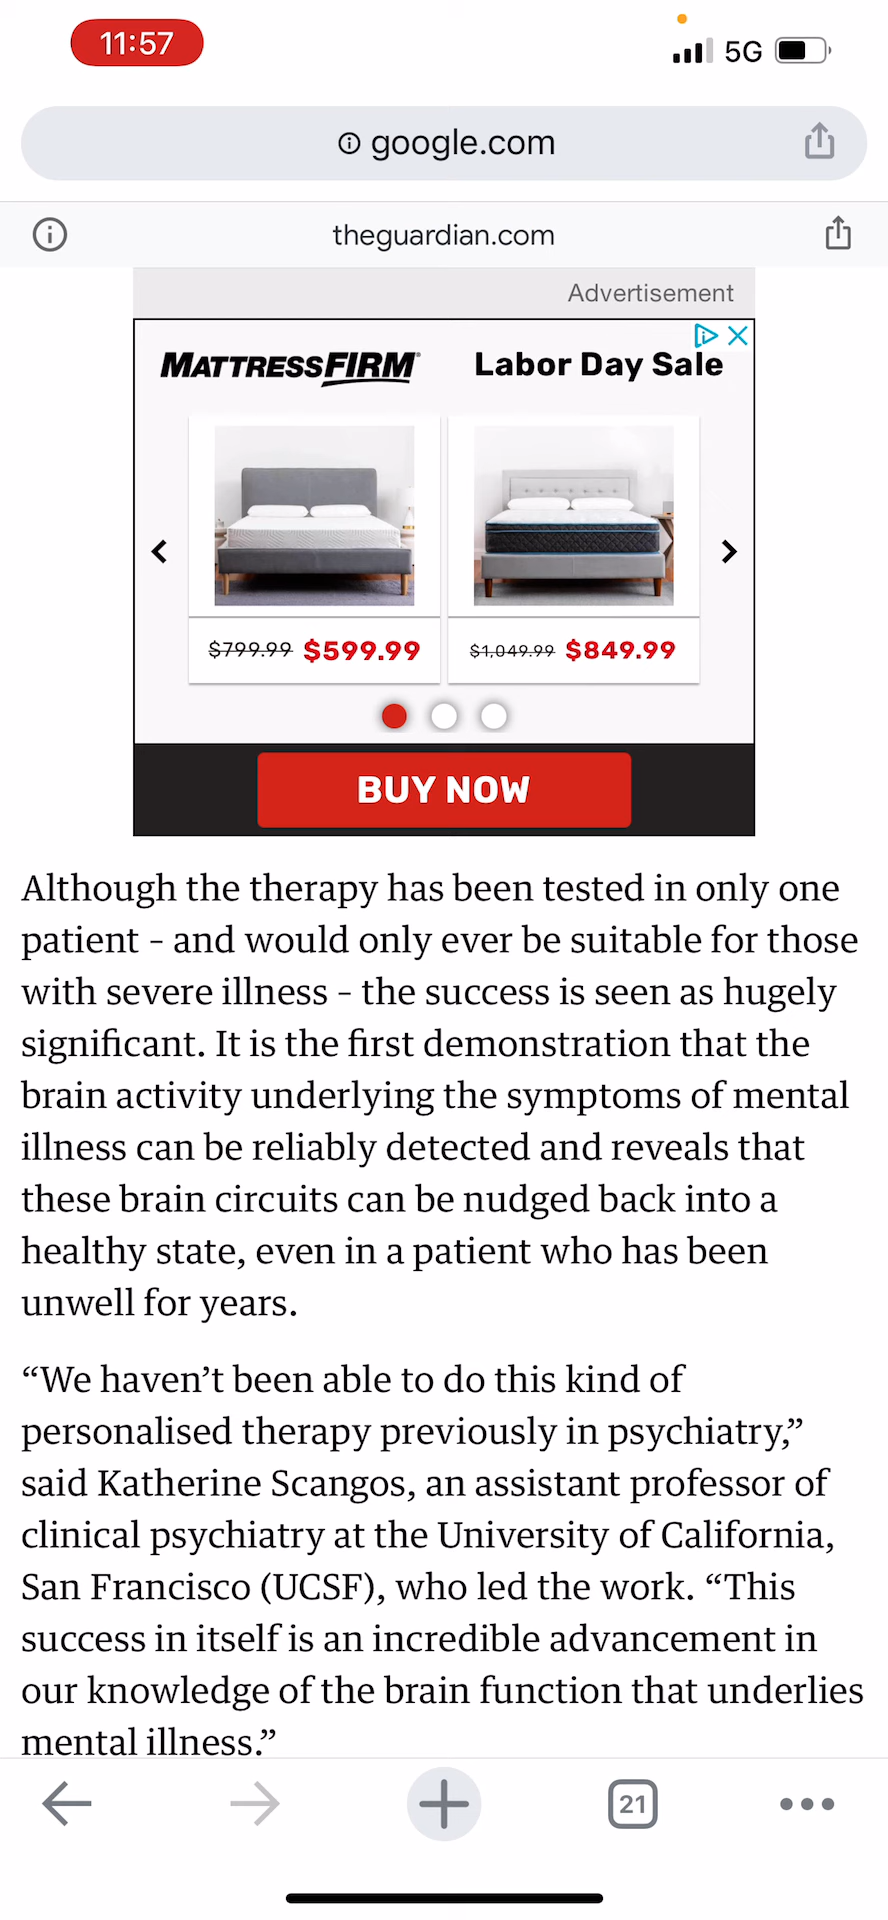 11:57
5G
google.com
theguardian.com
Advertisement
MATTRESSFIRM
Labor Day Sale
$799.99 $599.99
$1,049.99 $849.99
BUY NOW
Although the therapy has been tested in only one
patient – and would only ever be suitable for those
with severe illness – the success is seen as hugely
significant. It is the first demonstration that the
brain activity underlying the symptoms of mental
illness can be reliably detected and reveals that
these brain circuits can be nudged back into a
healthy state, even in a patient who has been
unwell for years.
“We haven’t been able to do this kind of
personalised therapy previously in psychiatry,”
said Katherine Scangos, an assistant professor of
clinical psychiatry at the University of California,
San Francisco (UCSF), who led the work. “This
success in itself is an incredible advancement in
our knowledge of the brain function that underlies
mental illness.”
21